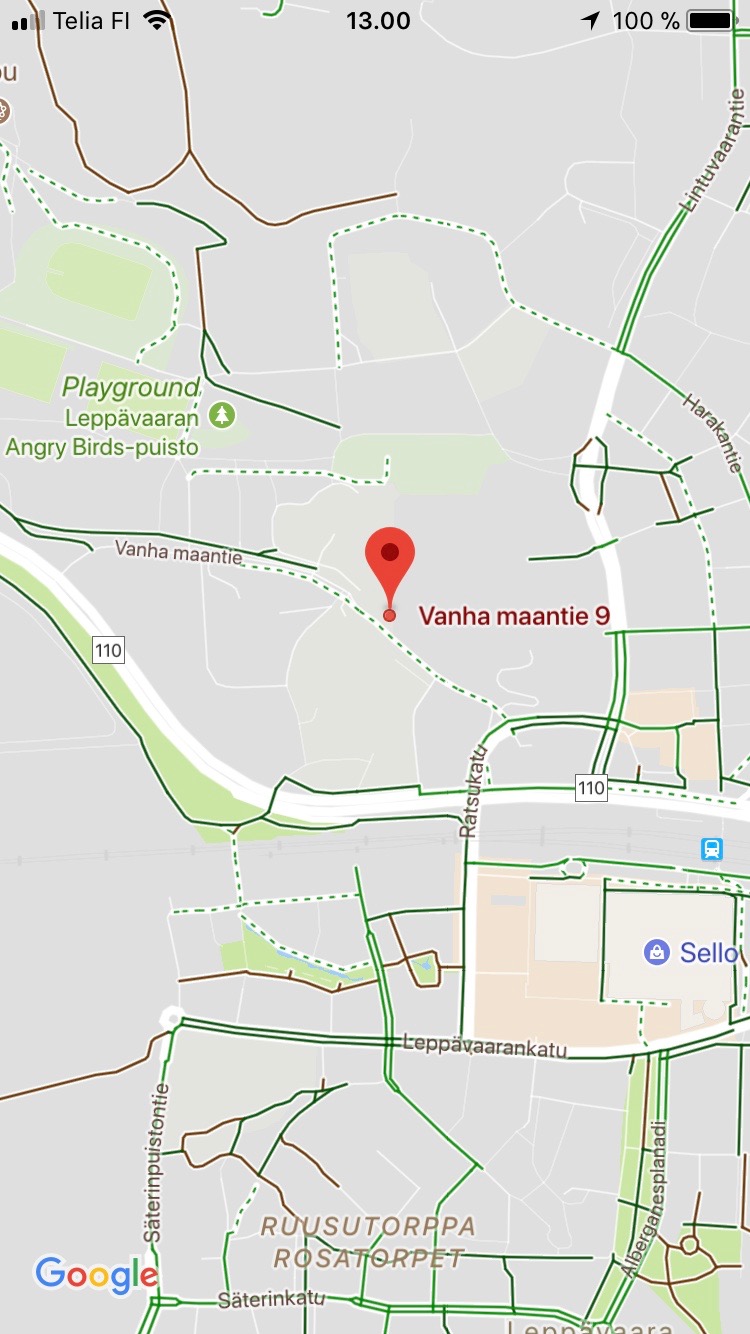 Telia FI
13.00
100 %
ou
Lintuvaarantie
Playground
Leppävaaran
Angry Birds-puisto
Harakantie
Vanha maantie
Vanha maantie 9
110
Ratsukatu
110
Sello
Leppävaarankatu
Säterinpuistontie
Alberganesplanadi
RUUSUTORPPA
ROSATORPET
Google
Säterinkatu
Leppävaara